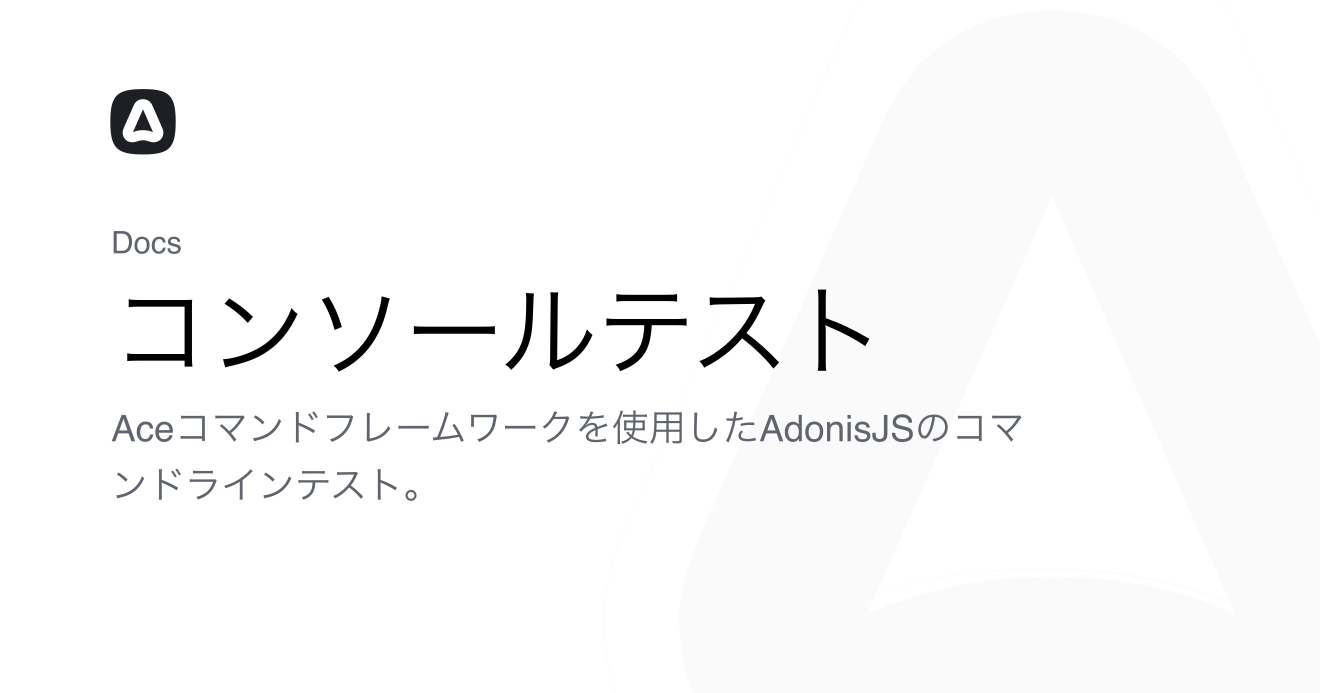 Docs
コンソールテスト
Aceコマンドフレームワークを使用したAdonisJSのコマ
ンドラインテスト。